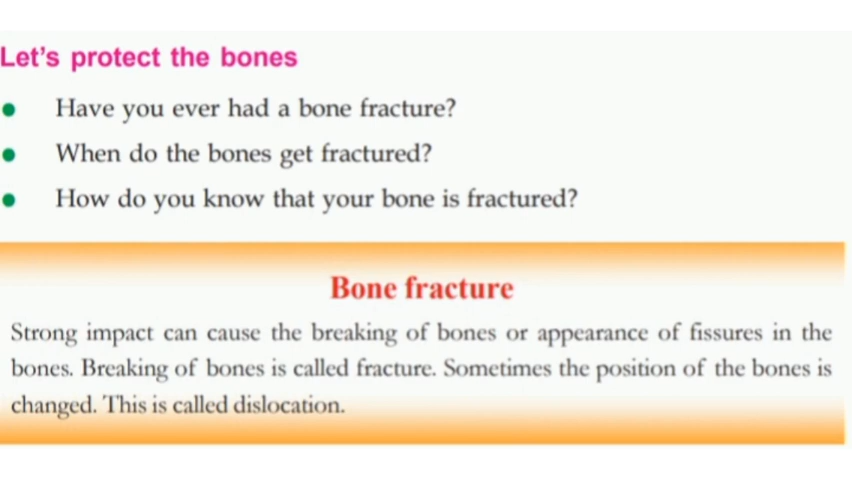 Let's protect the bones
● Have you ever had a bone fracture?
● When do the bones get fractured?
● How do you know that your bone is fractured?
Bone fracture
Strong impact can cause the breaking of bones or appearance of fissures in the
bones. Breaking of bones is called fracture. Sometimes the position of the bones is
changed. This is called dislocation.